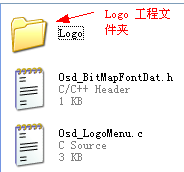 Logo 工程文
件夹
Logo
Osd_BitMapFontDat.h
C/C++ Header
1 KB
Osd_LogoMenu.c
C Source
3 KB